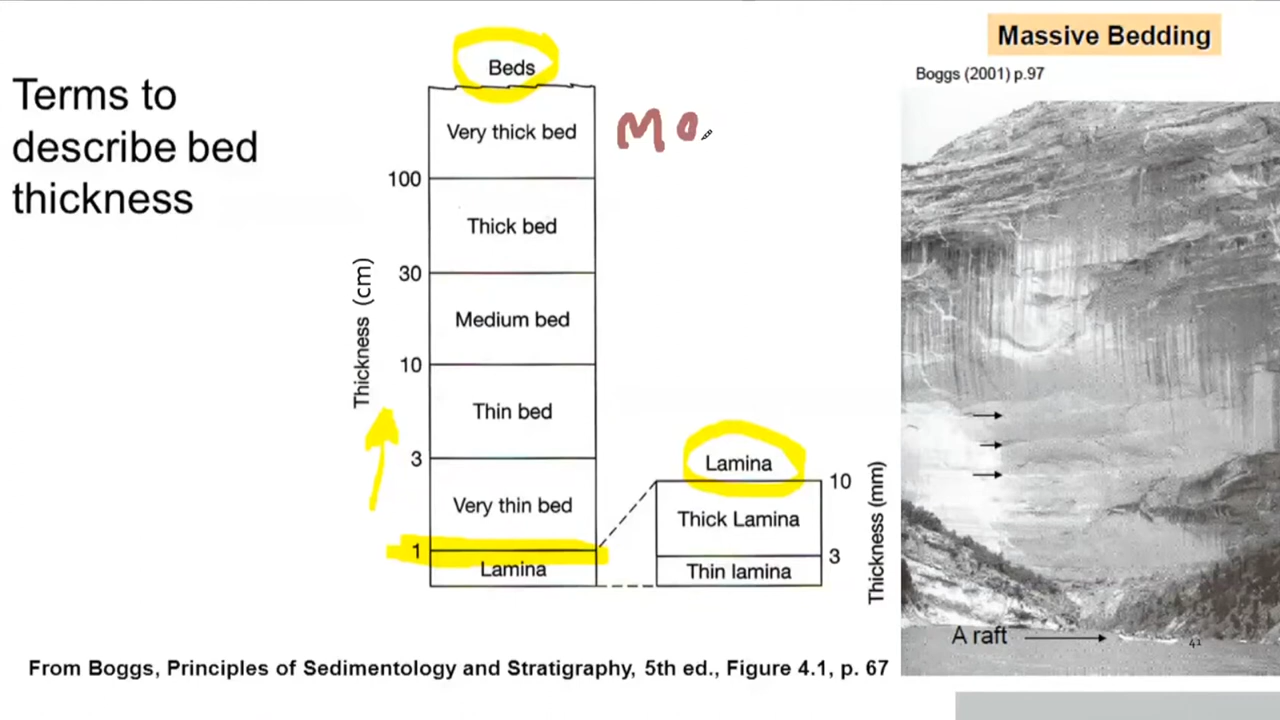 Terms to
describe bed
thickness
Beds
Very thick bed
100
Thick bed
30
Medium bed
10
Thin bed
3
Very thin bed
1
Lamina
Thickness (cm)
M a
Lamina
10
Thick Lamina
3
Thin lamina
Thickness (mm)
Massive Bedding
Boggs (2001) p.97
A raft
41
From Boggs, Principles of Sedimentology and Stratigraphy, 5th ed., Figure 4.1, p. 67